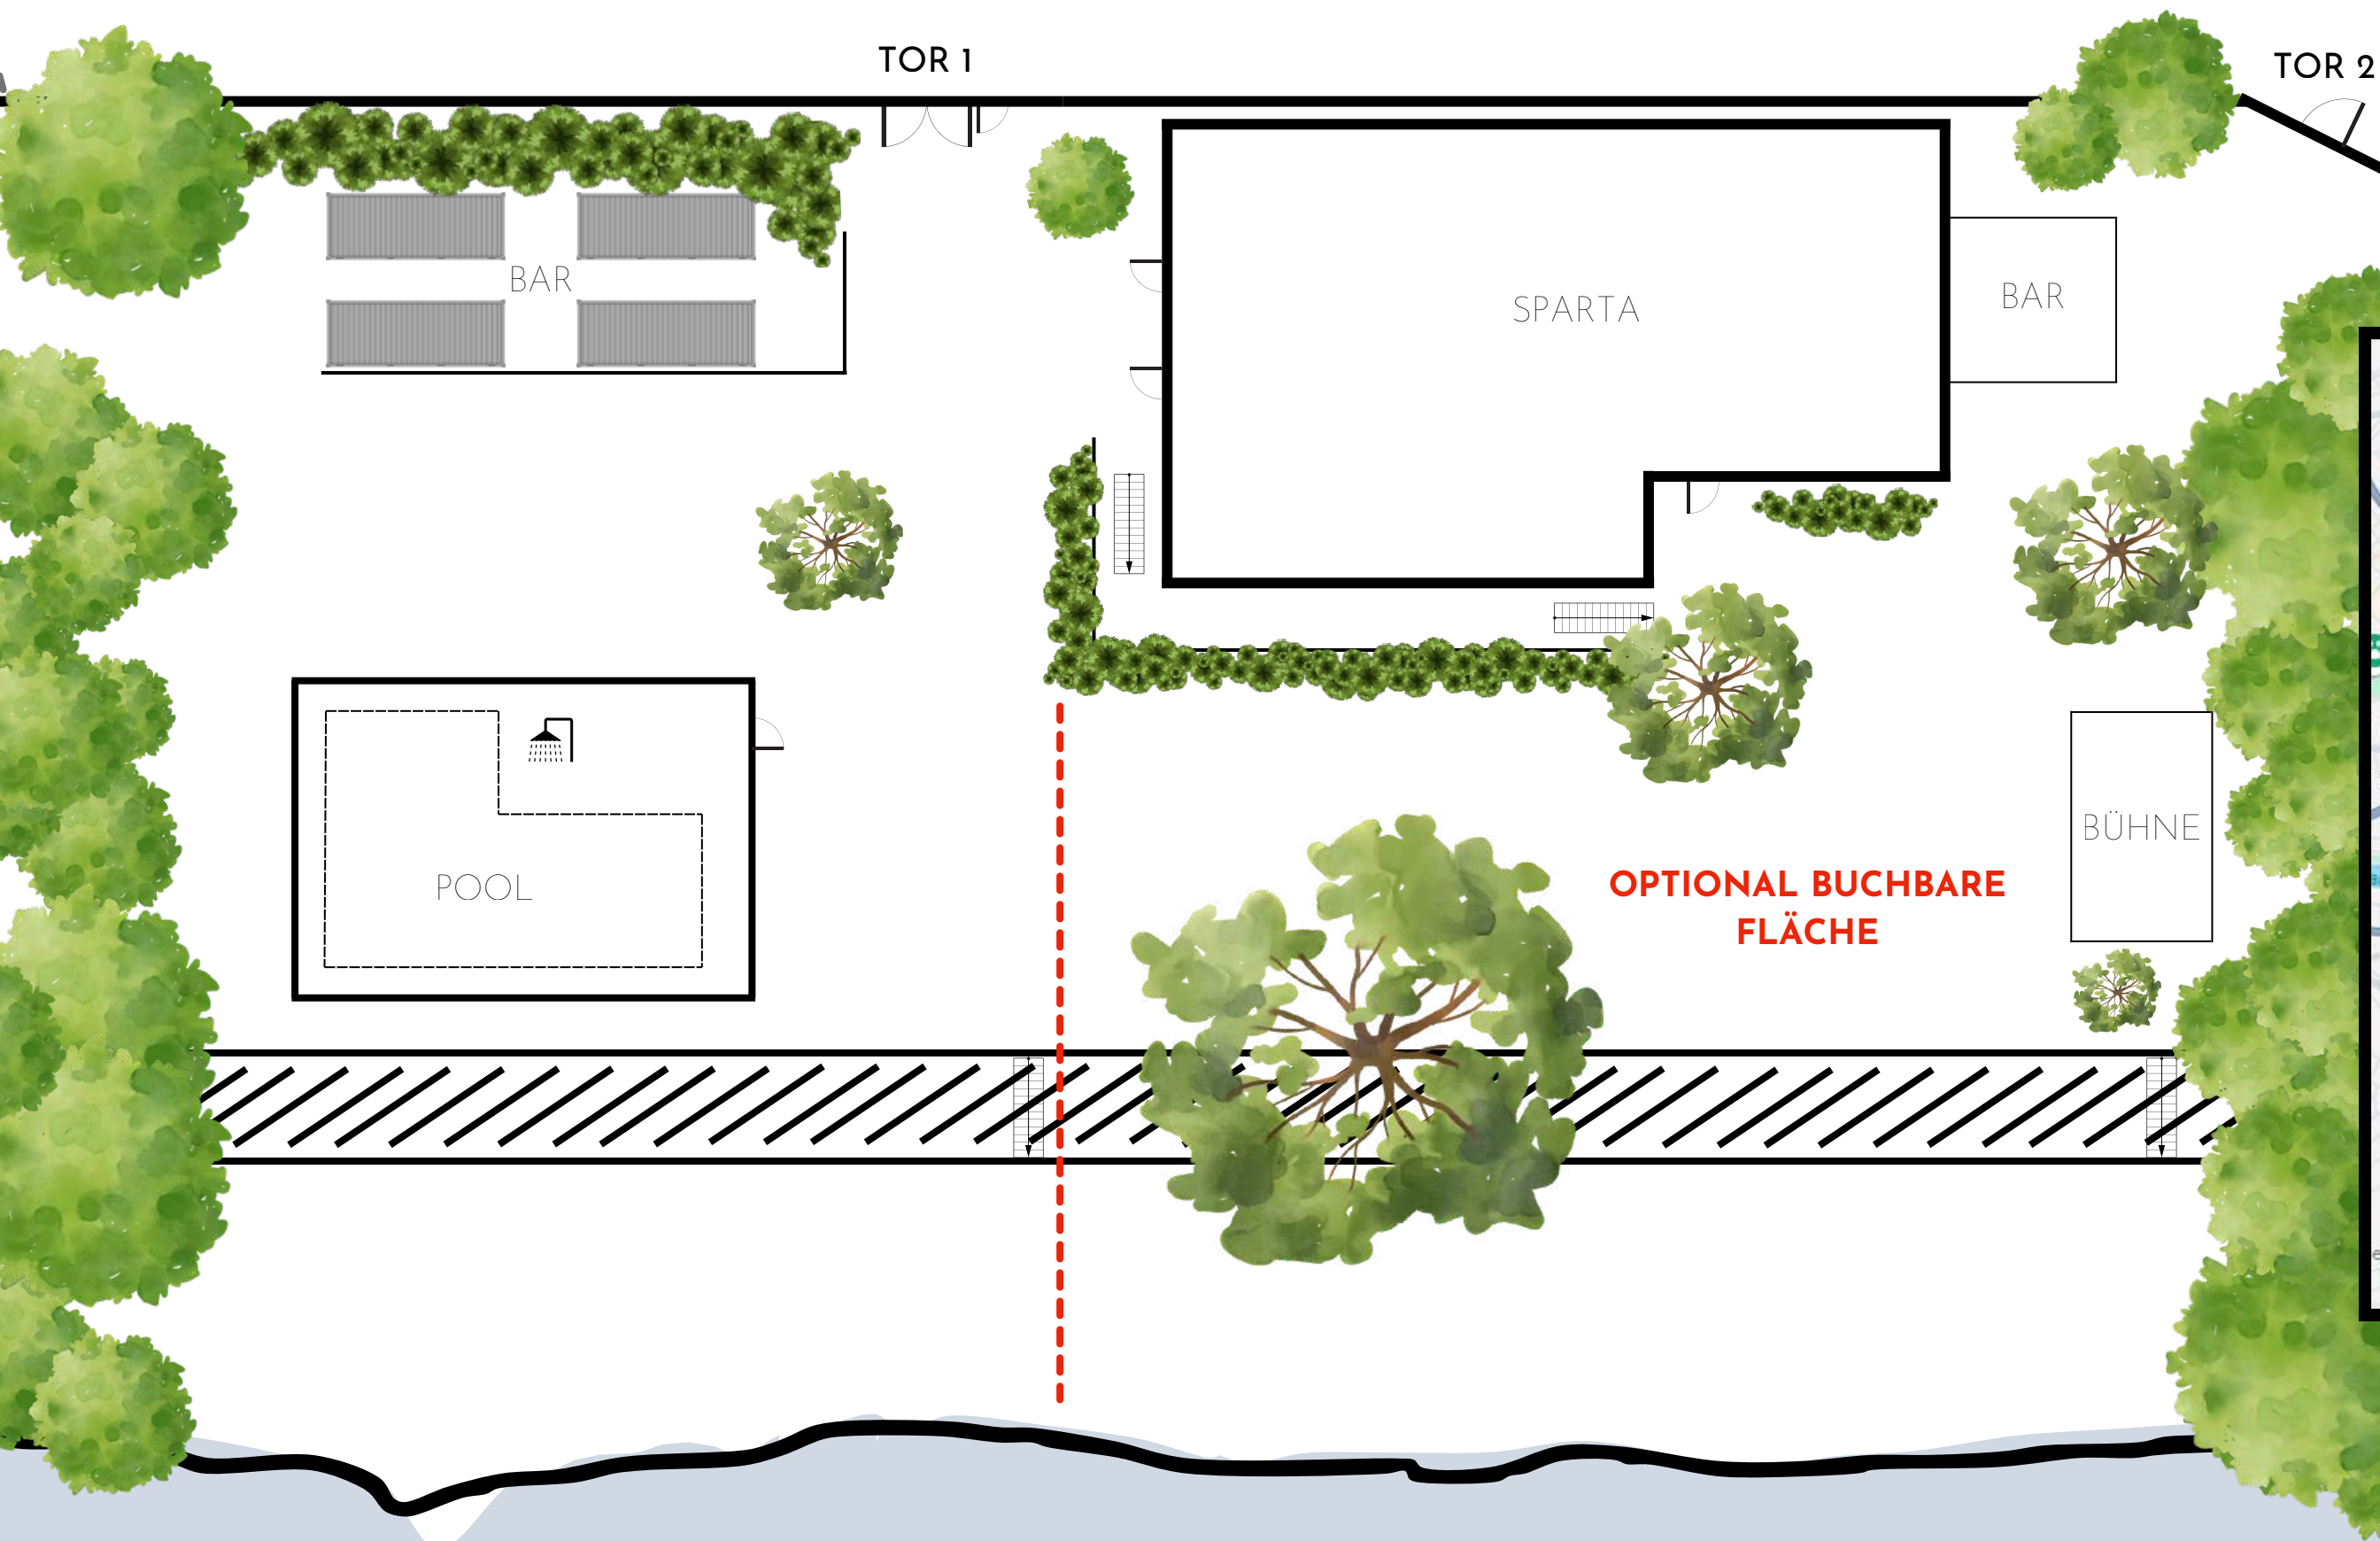 TOR 1
TOR 2
BAR
SPARTA
BAR
POOL
BÜHNE
OPTIONAL BUCHBARE
FLÄCHE